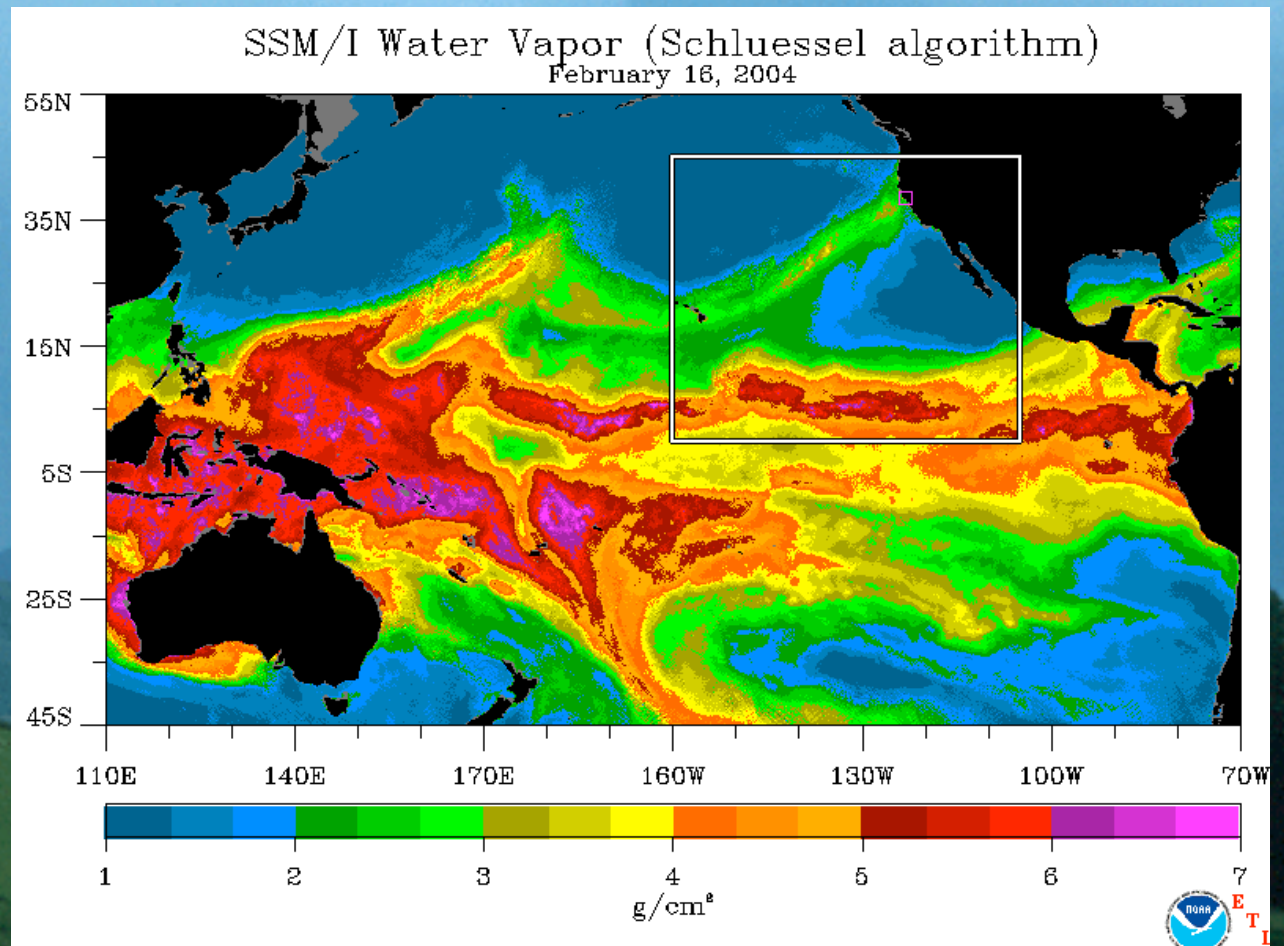 SSM/I Water Vapor (Schluessel algorithm)
February 16, 2004
55N
35N
15N
5S
25S
45S
110E 140E 170E 160W 130W 100W 70W
1 2 3 4 5 6 7
g/cm²
NOAA
E
T
L